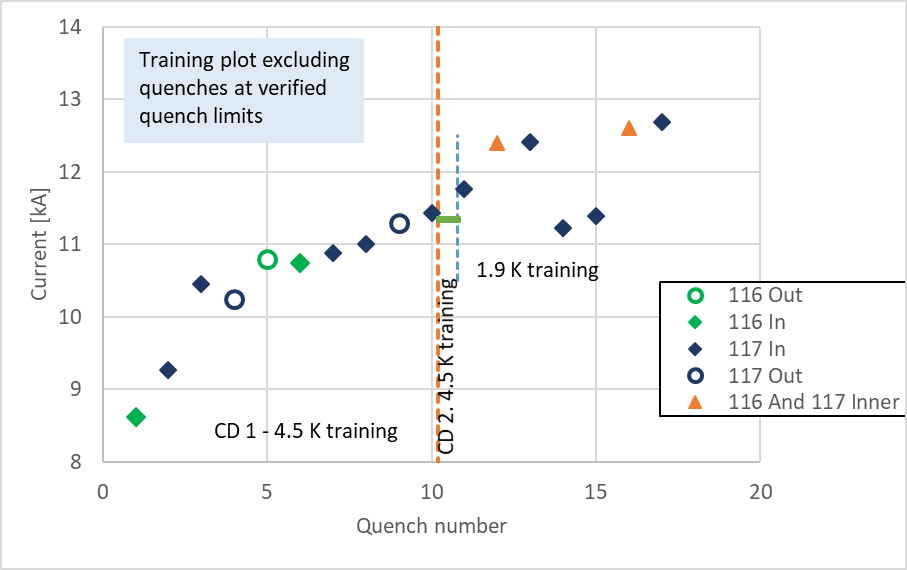 14
13
12
11
10
9
8
0
5
10
15
20
Current [kA]
Quench number
Training plot excluding
quenches at verified
quench limits
CD 1 - 4.5 K training
CD 2. 4.5 K training
1.9 K training
116 Out
116 In
117 In
117 Out
116 And 117 Inner